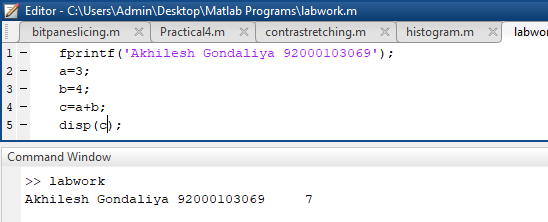 Editor - C:\Users\Admin\Desktop\Matlab Programs\labwork.m
bitpaneslicing.m Practical4.m contrastretching.m histogram.m labwo
1 - fprintf('Akhilesh Gondaliya 92000103069');
2 - a=3;
3 - b=4;
4 - c=a+b;
5 - disp(c);
Command Window
>> labwork
Akhilesh Gondaliya 92000103069     7